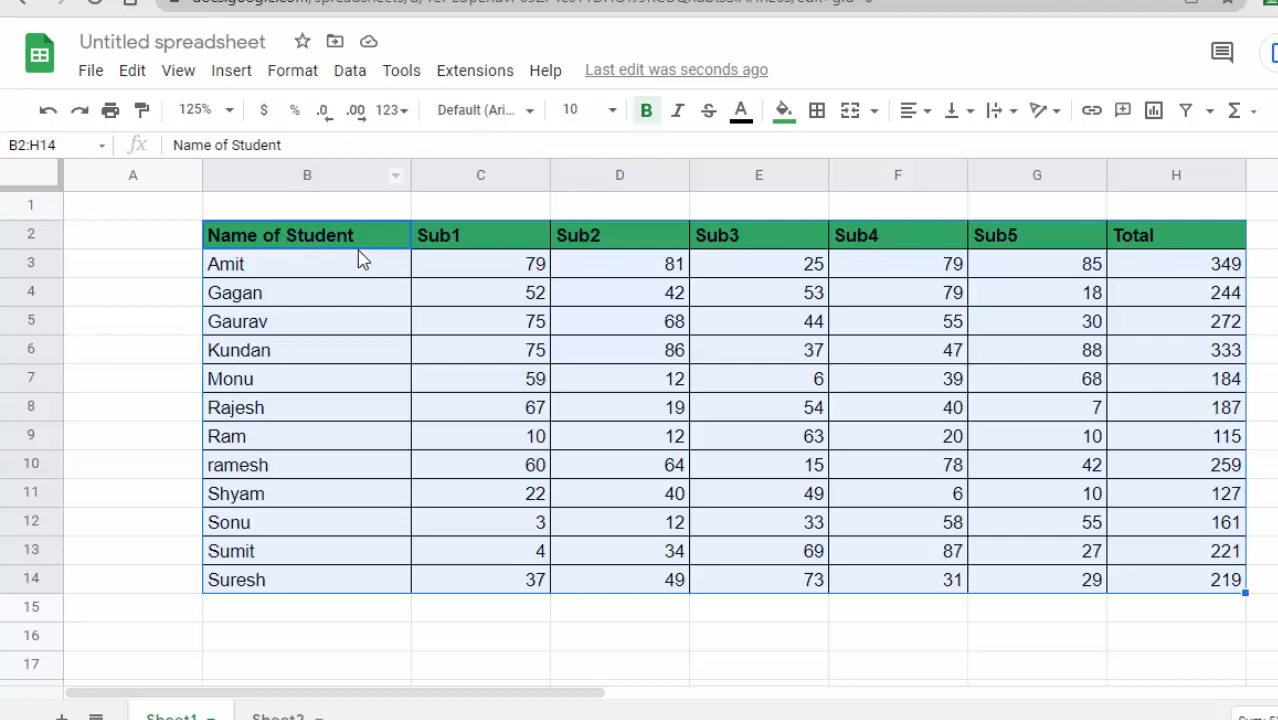 Untitled spreadsheet
File Edit View Insert Format Data Tools Extensions Help Last edit was seconds ago
125% $ % .0 .00 123 Default (Ari... 10 B I S A Σ
B2:H14 fx Name of Student
A B C D E F G H
1
2 Name of Student Sub1 Sub2 Sub3 Sub4 Sub5 Total
3 Amit 79 81 25 79 85 349
4 Gagan 52 42 53 79 18 244
5 Gaurav 75 68 44 55 30 272
6 Kundan 75 86 37 47 88 333
7 Monu 59 12 6 39 68 184
8 Rajesh 67 19 54 40 7 187
9 Ram 10 12 63 20 10 115
10 ramesh 60 64 15 78 42 259
11 Shyam 22 40 49 6 10 127
12 Sonu 3 12 33 58 55 161
13 Sumit 4 34 69 87 27 221
14 Suresh 37 49 73 31 29 219
15
16
17
Sheet1 Sheet2